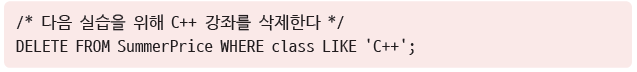 /* 다음 실습을 위해 C++ 강좌를 삭제한다 */
DELETE FROM SummerPrice WHERE class LIKE 'C++';